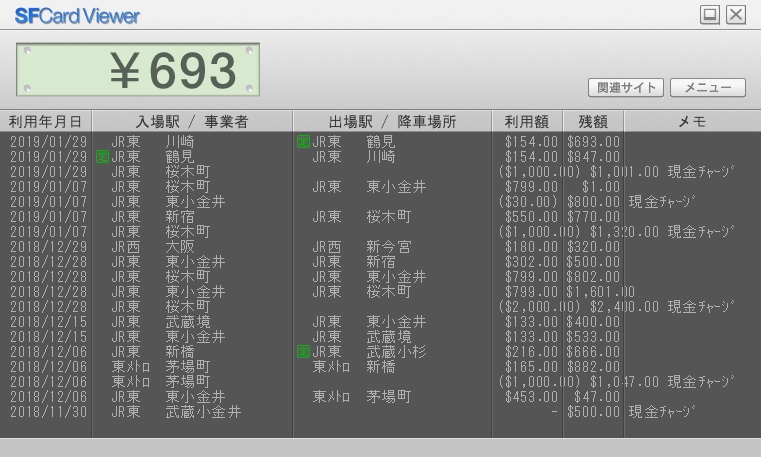 SFCard Viewer
￥693
関連サイト メニュー
利用年月日 入場駅 / 事業者 出場駅 / 降車場所 利用額 残額 メモ
2019/01/29 JR東 川崎 定 JR東 鶴見 $154.00 $693.00
2019/01/29 定 JR東 鶴見 JR東 川崎 $154.00 $847.00
2019/01/29 JR東 桜木町 ($1,000.00) $1,001.00 現金ﾁｬｰｼﾞ
2019/01/07 JR東 桜木町 JR東 東小金井 $799.00 $1.00
2019/01/07 JR東 東小金井 ($30.00) $800.00 現金ﾁｬｰｼﾞ
2019/01/07 JR東 新宿 JR東 桜木町 $550.00 $770.00
2019/01/07 JR東 桜木町 ($1,000.00) $1,320.00 現金ﾁｬｰｼﾞ
2018/12/29 JR西 大阪 JR西 新今宮 $180.00 $320.00
2018/12/28 JR東 東小金井 JR東 新宿 $302.00 $500.00
2018/12/28 JR東 桜木町 JR東 東小金井 $799.00 $802.00
2018/12/28 JR東 東小金井 JR東 桜木町 $799.00 $1,601.00
2018/12/28 JR東 桜木町 ($2,000.00) $2,400.00 現金ﾁｬｰｼﾞ
2018/12/15 JR東 武蔵境 JR東 東小金井 $133.00 $400.00
2018/12/15 JR東 東小金井 JR東 武蔵境 $133.00 $533.00
2018/12/06 JR東 新橋 定 JR東 武蔵小杉 $216.00 $666.00
2018/12/06 東ﾒﾄﾛ 茅場町 東ﾒﾄﾛ 新橋 $165.00 $882.00
2018/12/06 東ﾒﾄﾛ 茅場町 ($1,000.00) $1,047.00 現金ﾁｬｰｼﾞ
2018/12/06 JR東 東小金井 東ﾒﾄﾛ 茅場町 $453.00 $47.00
2018/11/30 JR東 武蔵小金井 - $500.00 現金ﾁｬｰｼﾞ